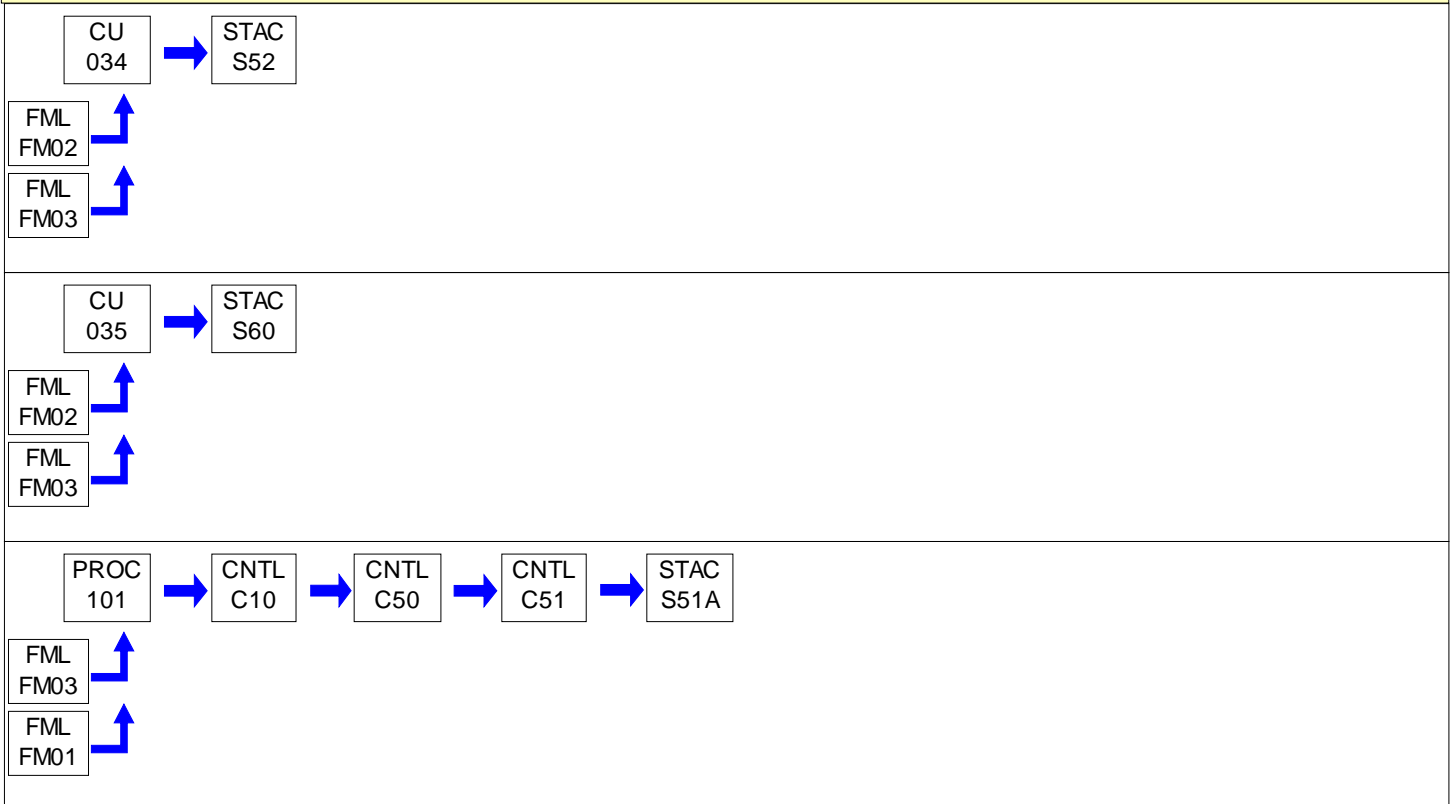 CU
034
STAC
S52
FML
FM02
FML
FM03
CU
035
STAC
S60
FML
FM02
FML
FM03
PROC
101
CNTL
C10
CNTL
C50
CNTL
C51
STAC
S51A
FML
FM03
FML
FM01